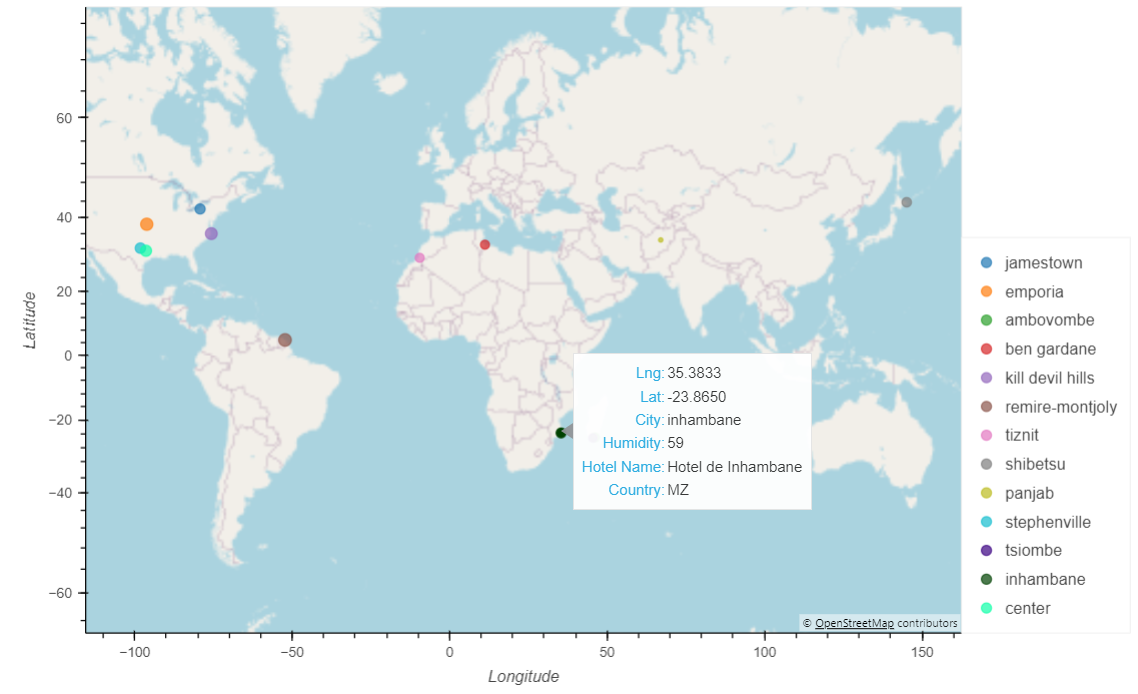 60
40
20
0
−20
−40
−60
Latitude
−100
−50
0
50
100
150
Longitude
Lng: 35.3833
Lat: -23.8650
City: inhambane
Humidity: 59
Hotel Name: Hotel de Inhambane
Country: MZ
© OpenStreetMap contributors
jamestown
emporia
ambovombe
ben gardane
kill devil hills
remire-montjoly
tiznit
shibetsu
panjab
stephenville
tsiombe
inhambane
center